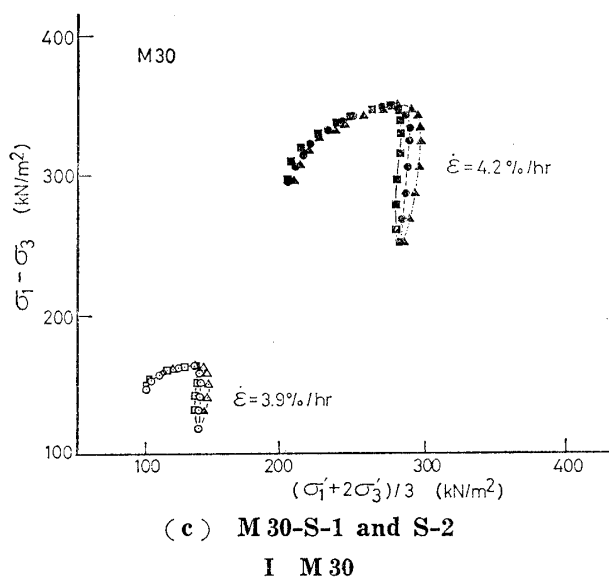 400
M30
300
σ1 − σ3 (kN/m²)
ε̇ = 4.2%/hr
200
ε̇ = 3.9%/hr
100
100 200 300 400
(σ1′+2σ3′)/3 (kN/m²)
(c) M 30-S-1 and S-2
I M 30